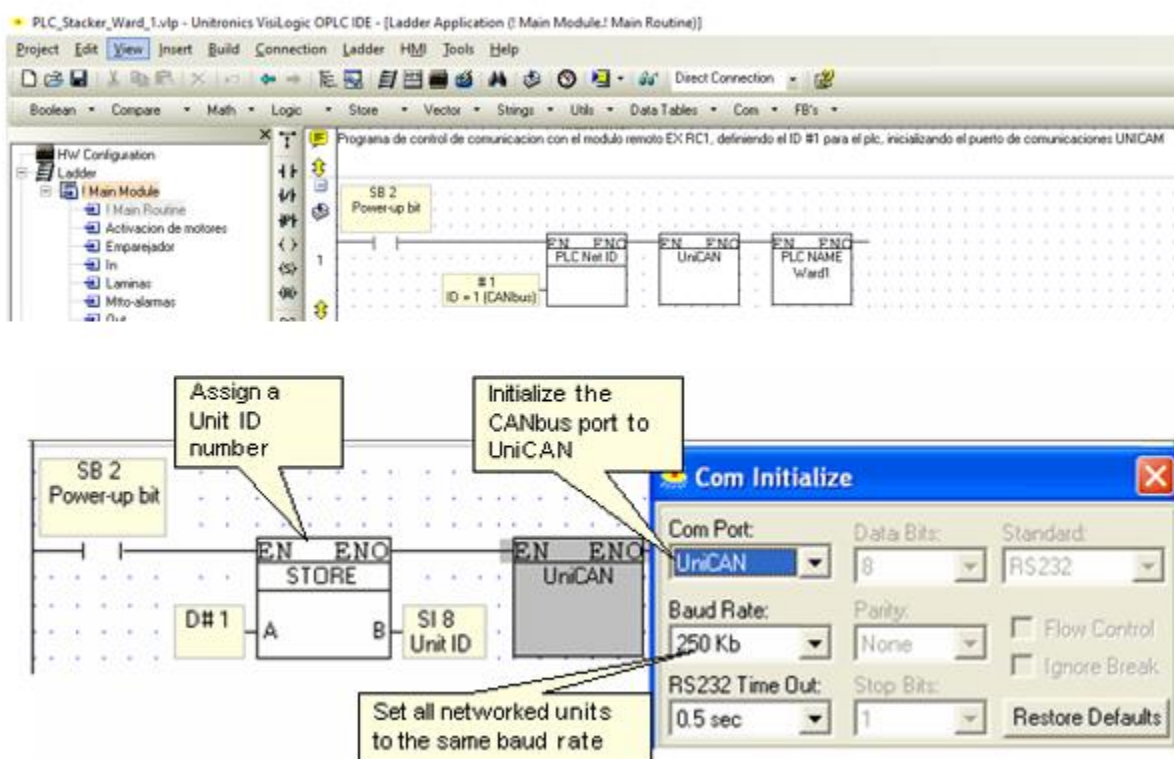 PLC_Stacker_Ward_1.vlp - Unitronics VisiLogic OPLC IDE - [Ladder Application (! Main Module.! Main Routine)]
Project Edit View Insert Build Connection Ladder HMI Tools Help
Direct Connection
Boolean Compare Math Logic Store Vector Strings Utils Data Tables Com FB's
Programa de control de comunicacion con el modulo remoto EX RC1, definiendo el ID #1 para el plc, inicializando el puerto de comunicaciones UNICAM
HW Configuration
Ladder
! Main Module
! Main Routine
Activacion de motores
Emparejador
In
Laminas
Mtto-alarmas
Out
1
SB 2
Power-up bit
EN ENO
PLC Net ID
#1
ID = 1 (CANbus)
EN ENO
UniCAN
EN ENO
PLC NAME
Ward1
Assign a
Unit ID
number
Initialize the
CANbus port to
UniCAN
SB 2
Power-up bit
EN ENO
STORE
D# 1
A B
SI 8
Unit ID
EN ENO
UniCAN
Set all networked units
to the same baud rate
Com Initialize
Com Port:
UniCAN
Data Bits:
8
Standard:
RS232
Baud Rate:
250 Kb
Parity:
None
Flow Control
Ignore Break
RS232 Time Out:
0.5 sec
Stop Bits:
1
Restore Defaults